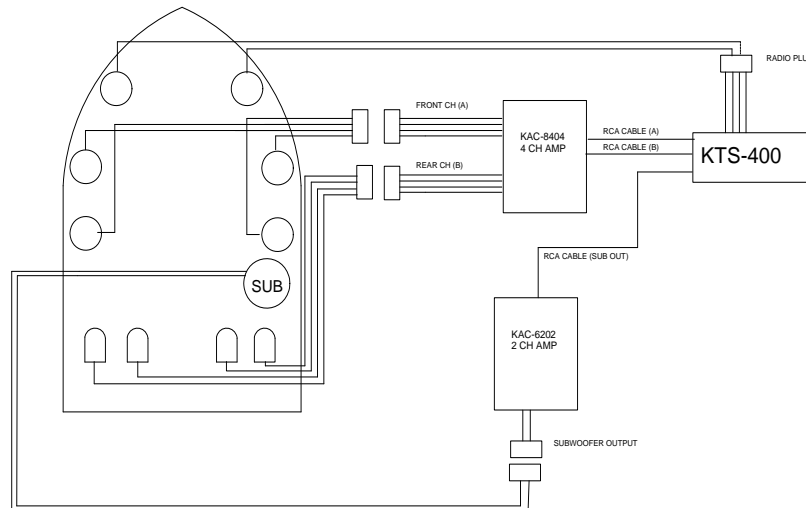 RADIO PLU
FRONT CH (A)
KAC-8404
4 CH AMP
RCA CABLE (A)
RCA CABLE (B)
KTS-400
REAR CH (B)
RCA CABLE (SUB OUT)
SUB
KAC-6202
2 CH AMP
SUBWOOFER OUTPUT